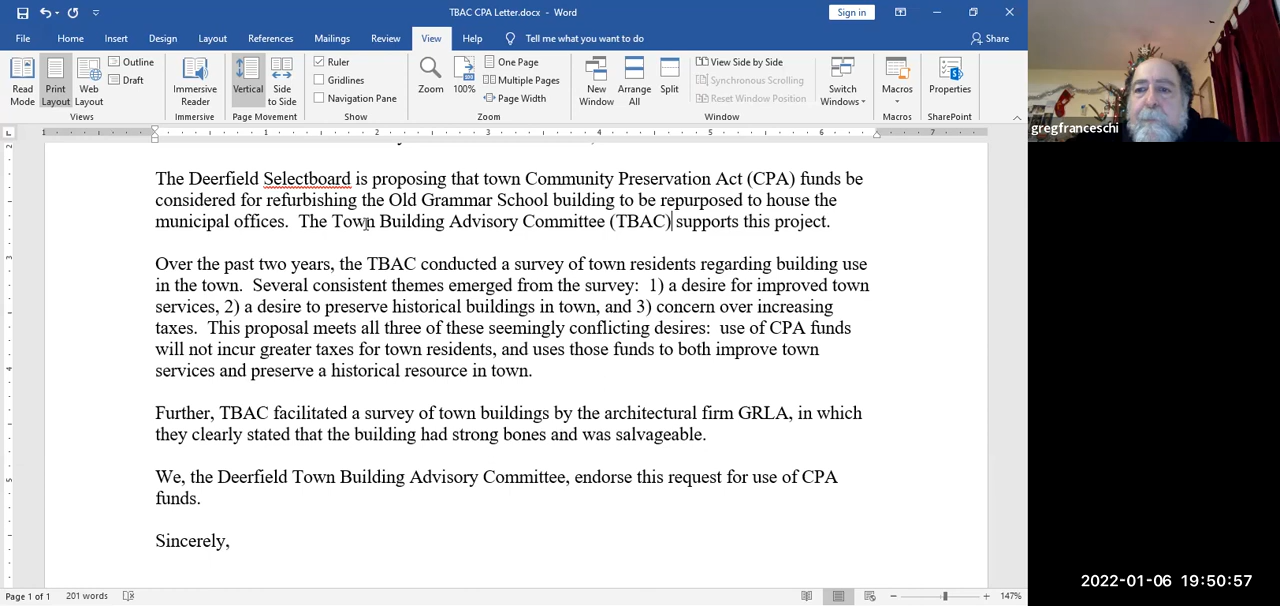 TBAC CPA Letter.docx - Word
Sign in
File Home Insert Design Layout References Mailings Review View Help Tell me what you want to do Share
Read Mode
Print Layout
Web Layout
Outline
Draft
Views
Immersive Reader
Immersive
Vertical
Side to Side
Page Movement
Ruler
Gridlines
Navigation Pane
Show
Zoom
100%
One Page
Multiple Pages
Page Width
Zoom
New Window
Arrange All
Split
View Side by Side
Synchronous Scrolling
Reset Window Position
Window
Switch Windows
Macros
Macros
Properties
SharePoint
1 1 2 3 4 5 6 7
2
3
4
5
The Deerfield Selectboard is proposing that town Community Preservation Act (CPA) funds be
considered for refurbishing the Old Grammar School building to be repurposed to house the
municipal offices. The Town Building Advisory Committee (TBAC) supports this project.
Over the past two years, the TBAC conducted a survey of town residents regarding building use
in the town. Several consistent themes emerged from the survey: 1) a desire for improved town
services, 2) a desire to preserve historical buildings in town, and 3) concern over increasing
taxes. This proposal meets all three of these seemingly conflicting desires: use of CPA funds
will not incur greater taxes for town residents, and uses those funds to both improve town
services and preserve a historical resource in town.
Further, TBAC facilitated a survey of town buildings by the architectural firm GRLA, in which
they clearly stated that the building had strong bones and was salvageable.
We, the Deerfield Town Building Advisory Committee, endorse this request for use of CPA
funds.
Sincerely,
Page 1 of 1 201 words
147%
gregfranceschi
2022-01-06 19:50:57